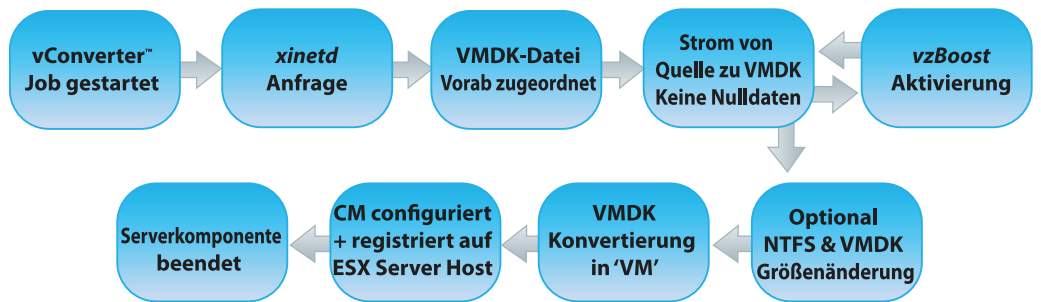 vConverter™
Job gestartet
xinetd
Anfrage
VMDK-Datei
Vorab zugeordnet
Strom von
Quelle zu VMDK
Keine Nulldaten
vzBoost
Aktivierung
Serverkomponente
beendet
CM configuriert
+ registriert auf
ESX Server Host
VMDK
Konvertierung
in ‘VM’
Optional
NTFS & VMDK
Größenänderung